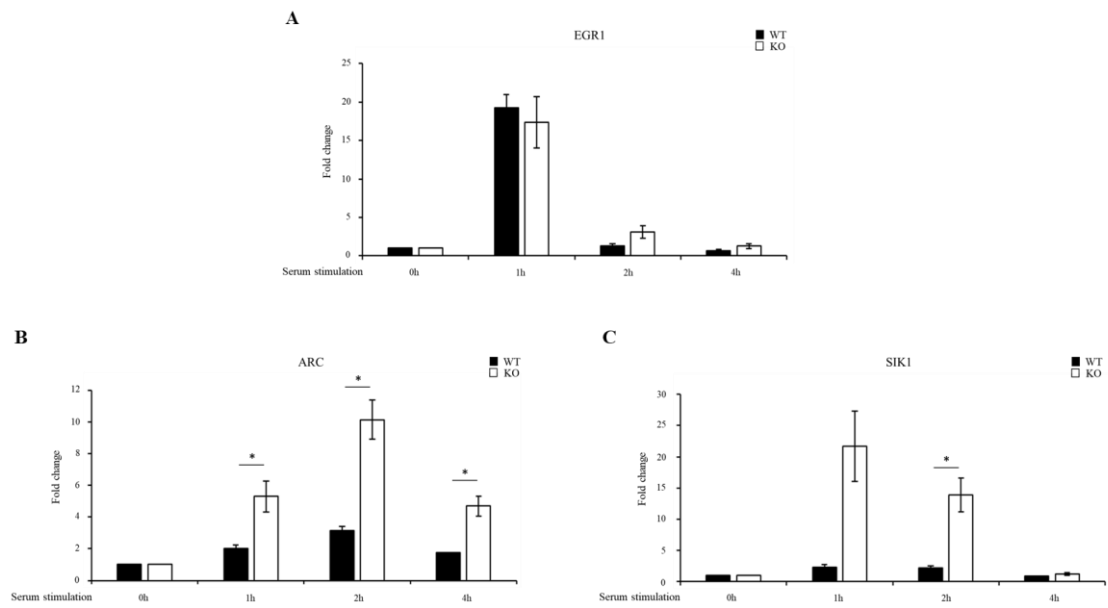 A
EGR1
WT
KO
Fold change
25
20
15
10
5
0
Serum stimulation 0h 1h 2h 4h
B
ARC
WT
KO
Fold change
12
10
8
6
4
2
0
* * *
Serum stimulation 0h 1h 2h 4h
C
SIK1
WT
KO
Fold change
30
25
20
15
10
5
0
*
Serum stimulation 0h 1h 2h 4h